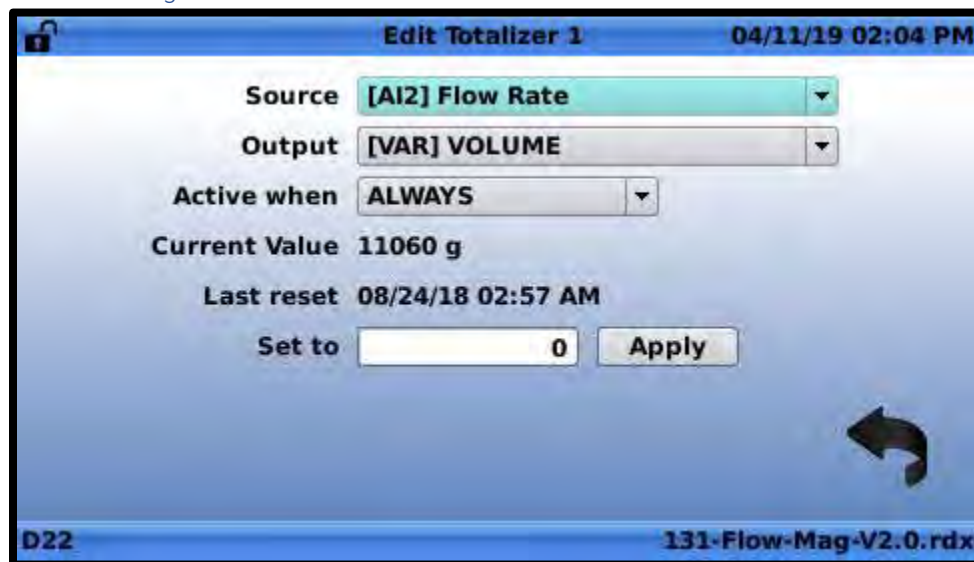 Edit Totalizer 1 04/11/19 02:04 PM
Source [AI2] Flow Rate
Output [VAR] VOLUME
Active when ALWAYS
Current Value 11060 g
Last reset 08/24/18 02:57 AM
Set to 0 Apply
D22 131-Flow-Mag-V2.0.rdx